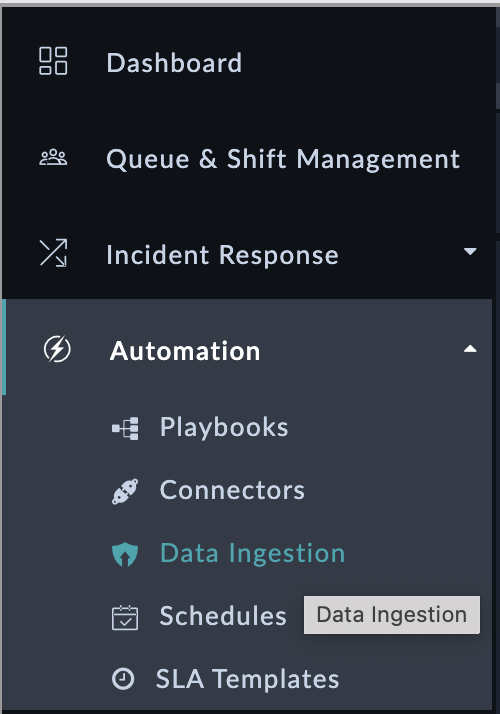 Dashboard
Queue & Shift Management
Incident Response
Automation
Playbooks
Connectors
Data Ingestion
Schedules
Data Ingestion
SLA Templates